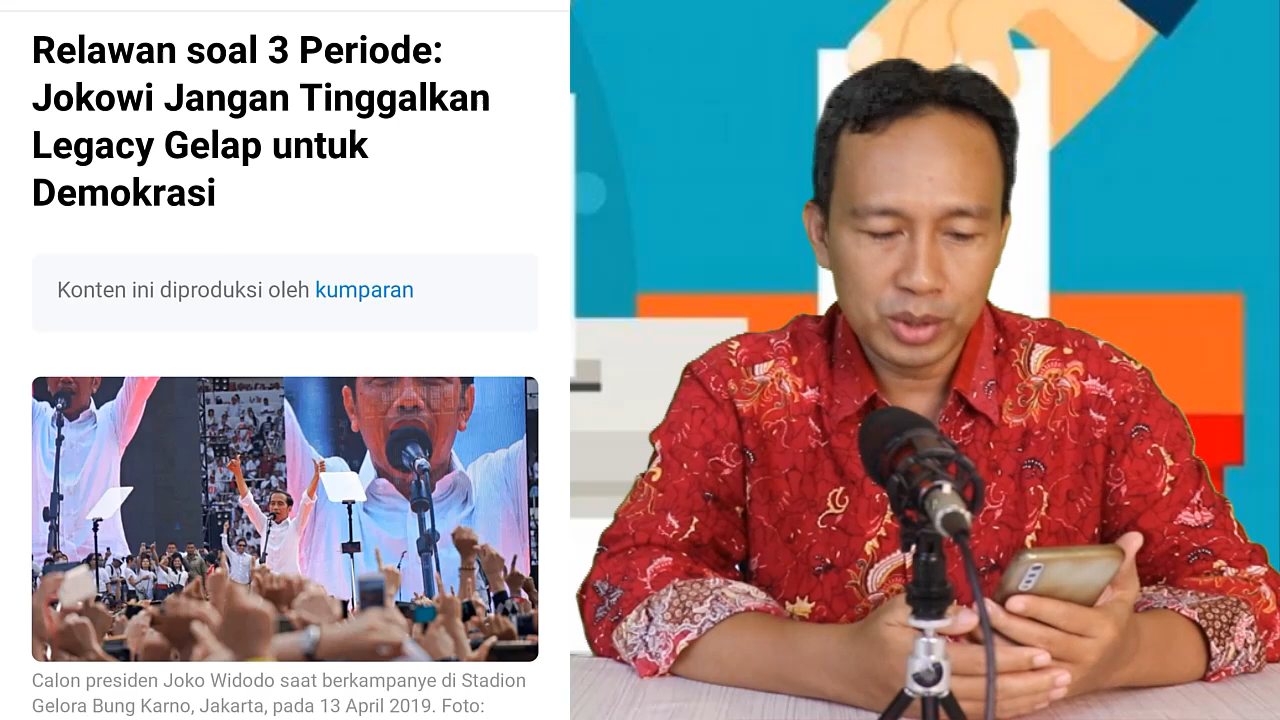 Relawan soal 3 Periode:
Jokowi Jangan Tinggalkan
Legacy Gelap untuk
Demokrasi
Konten ini diproduksi oleh kumparan
Calon presiden Joko Widodo saat berkampanye di Stadion
Gelora Bung Karno, Jakarta, pada 13 April 2019. Foto: